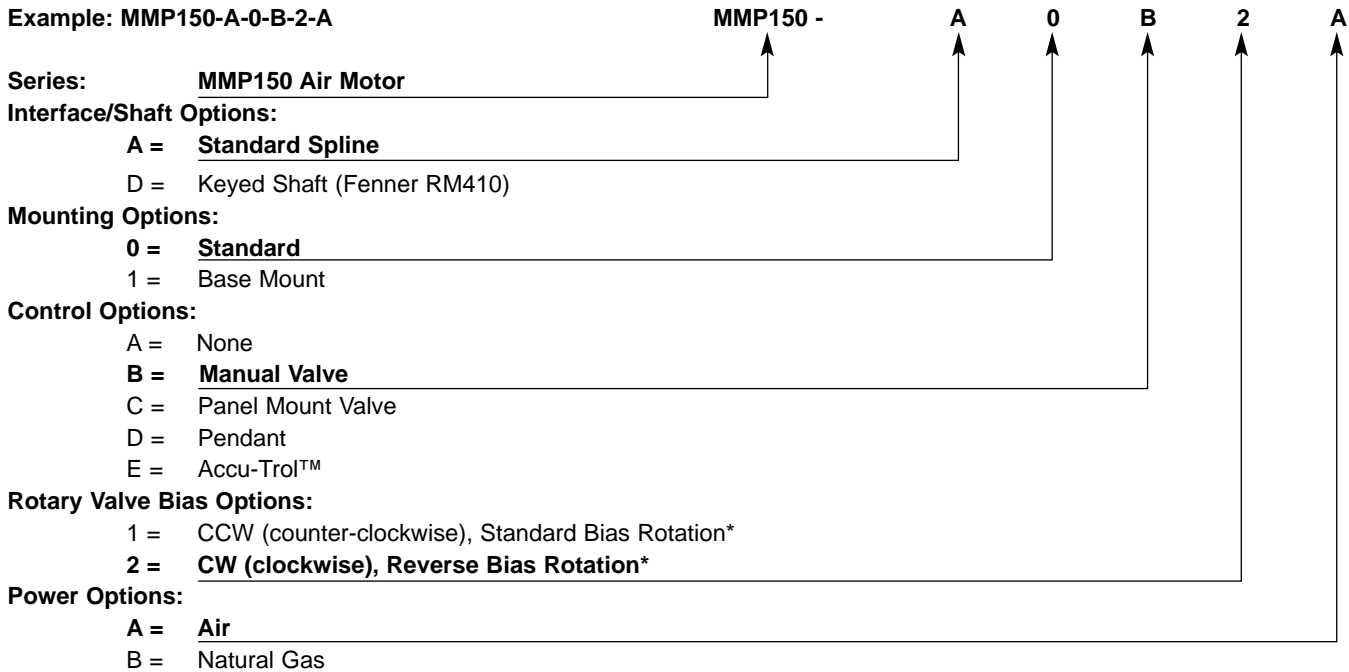 Example: MMP150-A-0-B-2-A MMP150 - A 0 B 2 A
Series: MMP150 Air Motor
Interface/Shaft Options:
A = Standard Spline
D = Keyed Shaft (Fenner RM410)
Mounting Options:
0 = Standard
1 = Base Mount
Control Options:
A = None
B = Manual Valve
C = Panel Mount Valve
D = Pendant
E = Accu-Trol™
Rotary Valve Bias Options:
1 = CCW (counter-clockwise), Standard Bias Rotation*
2 = CW (clockwise), Reverse Bias Rotation*
Power Options:
A = Air
B = Natural Gas